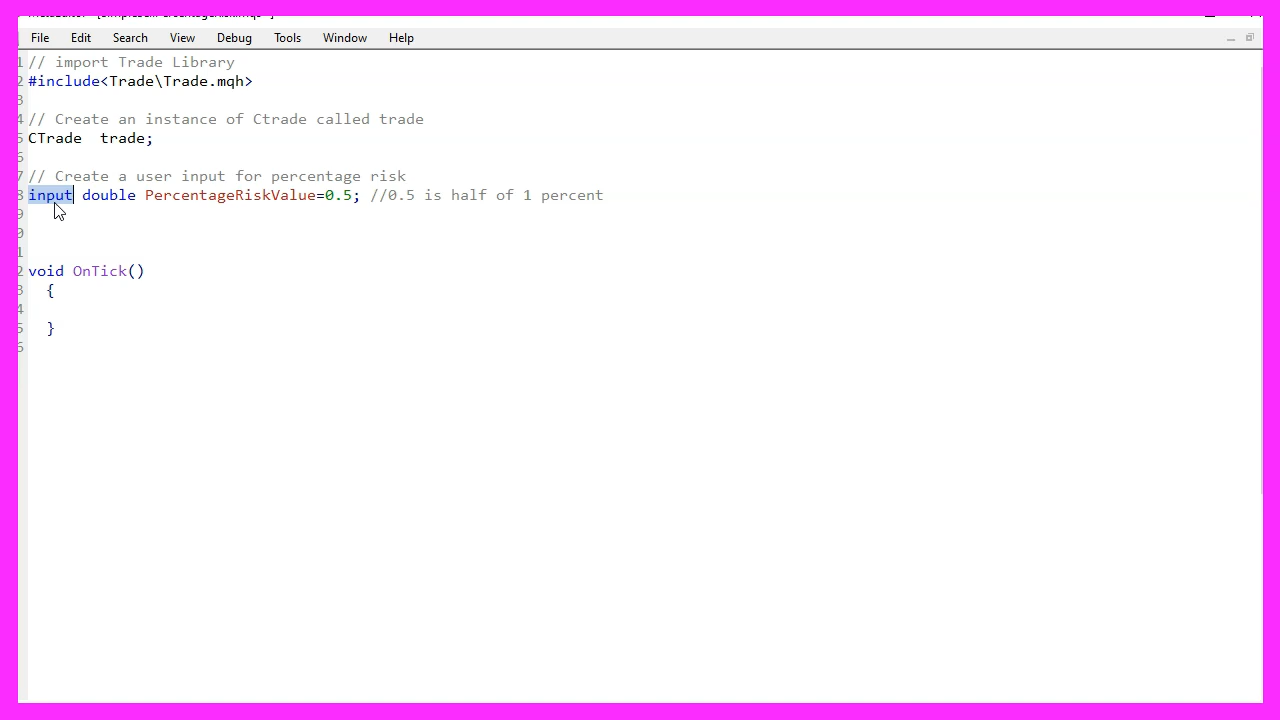 File Edit Search View Debug Tools Window Help
1 // import Trade Library
2 #include<Trade\Trade.mqh>
3
4 // Create an instance of Ctrade called trade
5 CTrade  trade;
6
7 // Create a user input for percentage risk
8 input double PercentageRiskValue=0.5; //0.5 is half of 1 percent
9
0
1
2 void OnTick()
3 {
4
5 }
6